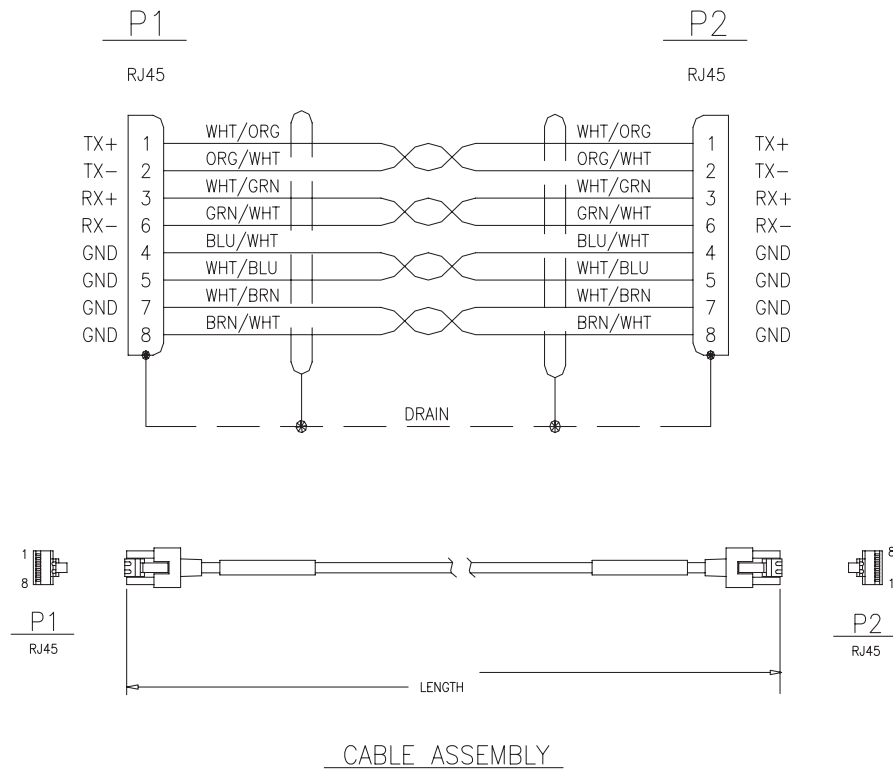 P1 P2
RJ45 RJ45
TX+ 1 WHT/ORG WHT/ORG 1 TX+
TX- 2 ORG/WHT ORG/WHT 2 TX-
RX+ 3 WHT/GRN WHT/GRN 3 RX+
RX- 6 GRN/WHT GRN/WHT 6 RX-
GND 4 BLU/WHT BLU/WHT 4 GND
GND 5 WHT/BLU WHT/BLU 5 GND
GND 7 WHT/BRN WHT/BRN 7 GND
GND 8 BRN/WHT BRN/WHT 8 GND
DRAIN
1 8
8 1
P1 P2
RJ45 RJ45
LENGTH
CABLE ASSEMBLY